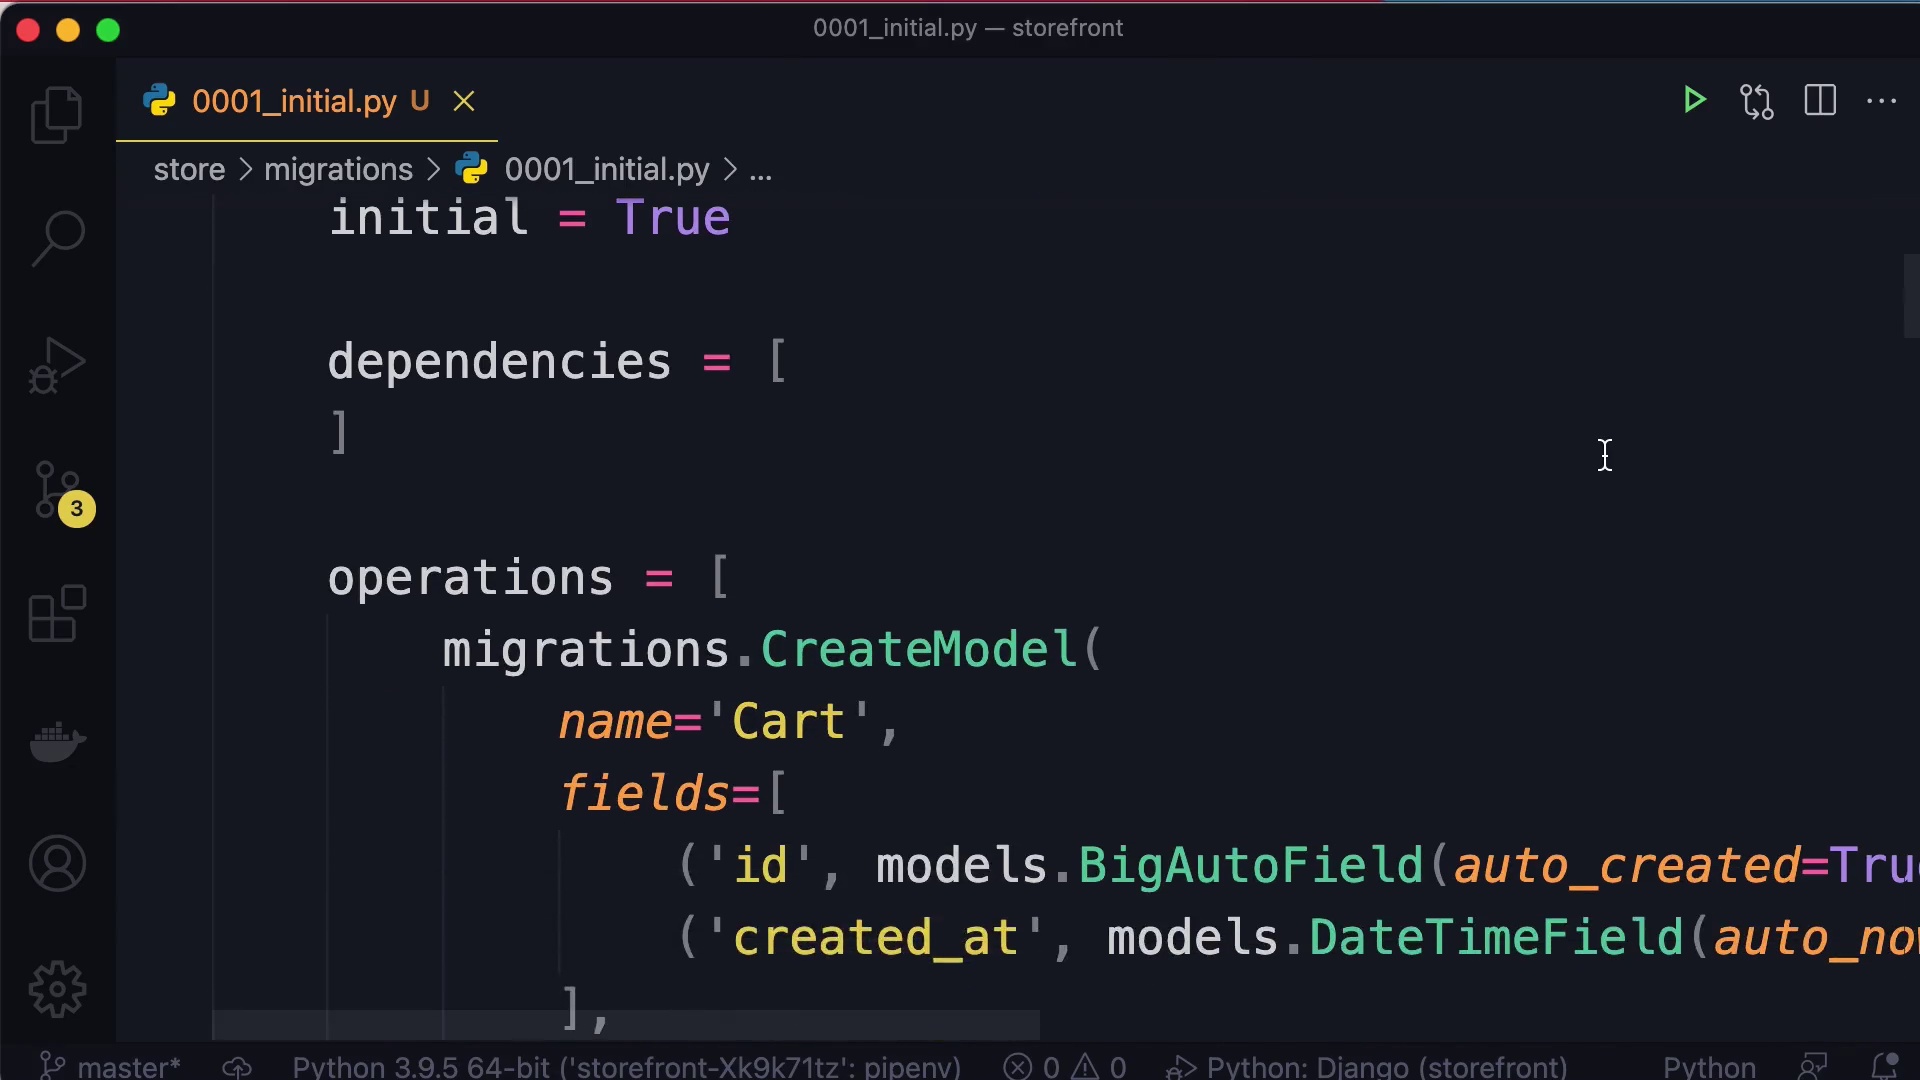 0001_initial.py — storefront
0001_initial.py U
store > migrations > 0001_initial.py > ...
initial = True
dependencies = [
]
operations = [
migrations.CreateModel(
name='Cart',
fields=[
('id', models.BigAutoField(auto_created=True
('created_at', models.DateTimeField(auto_now
],
3
master* Python 3.9.5 64-bit ('storefront-Xk9k71tz': pipenv) 0 0 Python: Django (storefront) Python